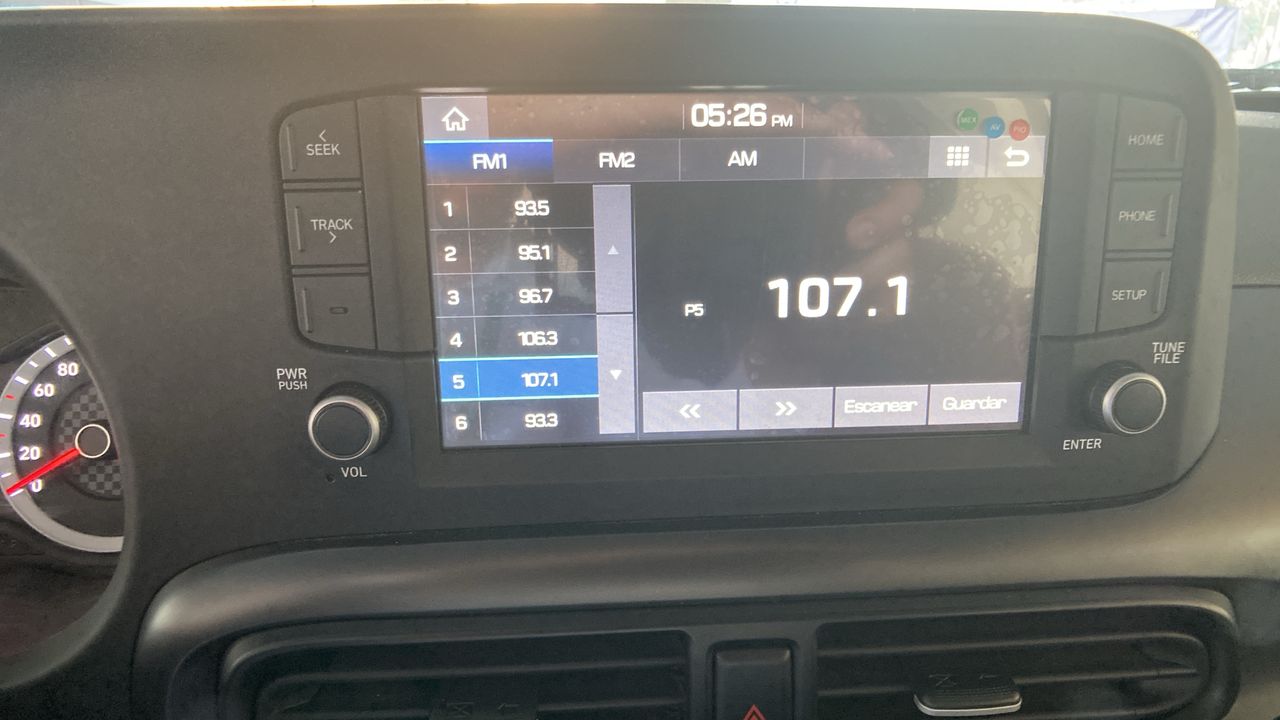 05:26 PM
MEX AV PIO
FM1 FM2 AM
< SEEK
TRACK >
1 93.5
2 95.1
3 96.7
4 106.3
5 107.1
6 93.3
P5 107.1
<< >> Escanear Guardar
HOME
PHONE
SETUP
PWR
PUSH
VOL
TUNE
FILE
ENTER
80
60
40
20
0